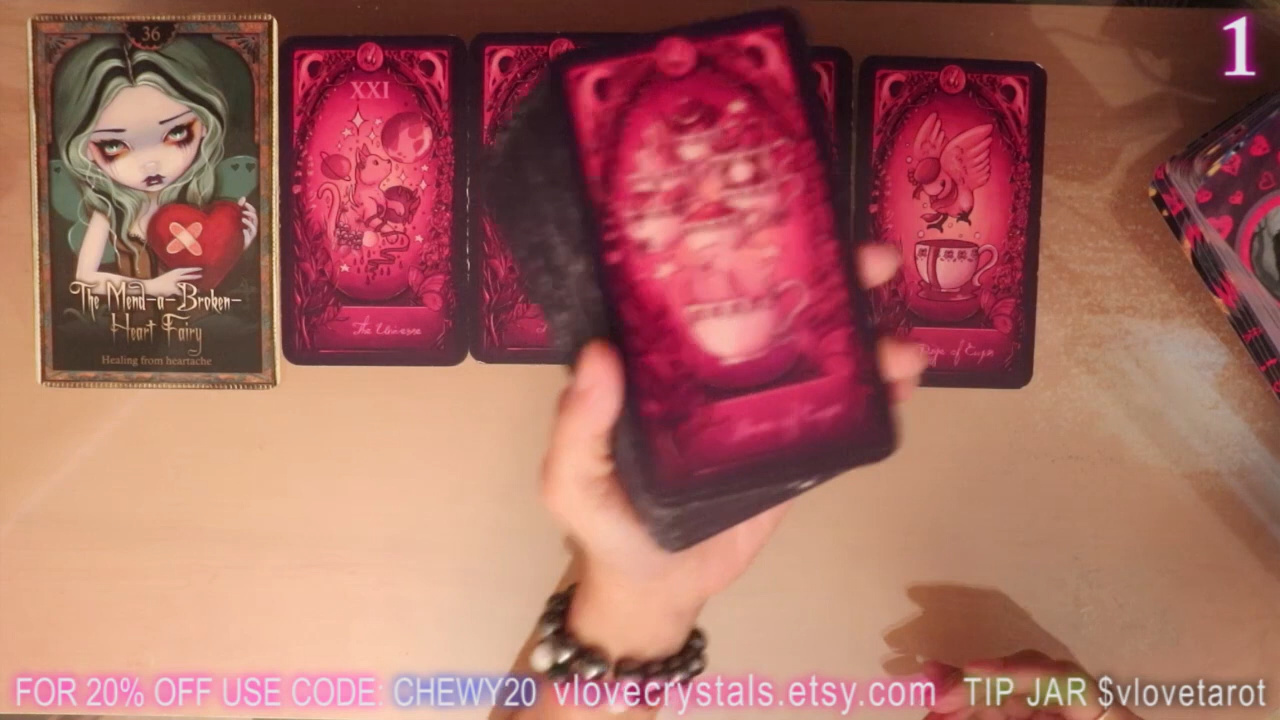 1
36
The Mend-a-Broken-
Heart Fairy
Healing from heartache
XXI
The Universe
of Cups
FOR 20% OFF USE CODE: CHEWY20 vlovecrystals.etsy.com TIP JAR $vlovetarot